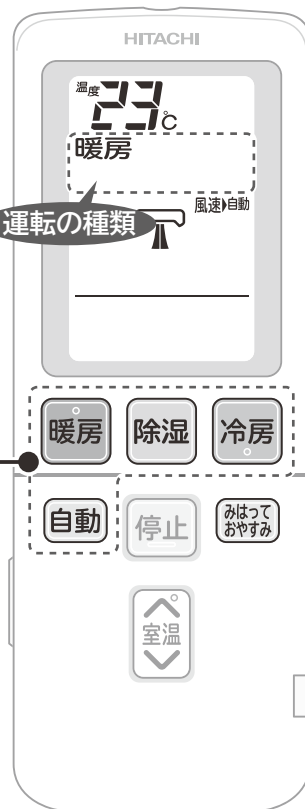 HITACHI
温度 23℃
暖房
運転の種類
風速 自動
暖房 除湿 冷房
自動 停止 みはって
おやすみ
室温